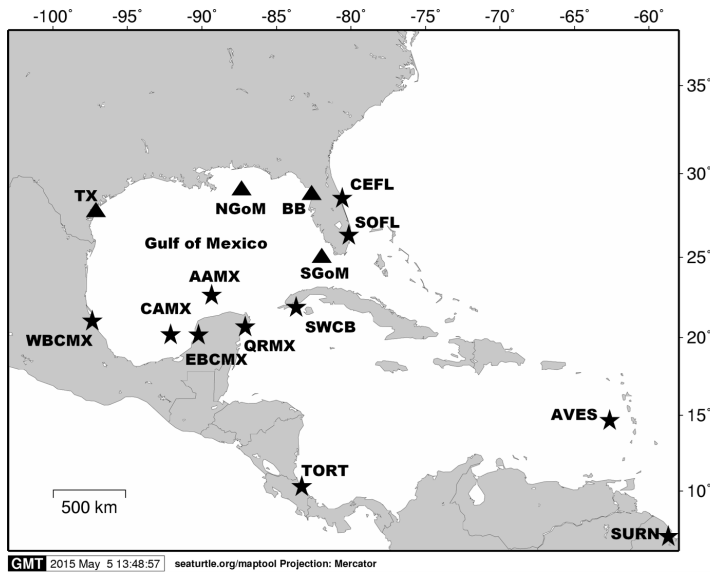 -100° -95° -90° -85° -80° -75° -70° -65° -60°
35°
30°
25°
20°
15°
10°
TX
NGoM
BB
CEFL
SOFL
Gulf of Mexico
SGoM
AAMX
CAMX
WBCMX
EBCMX
QRMX
SWCB
AVES
TORT
500 km
SURN
GMT 2015 May 5 13:48:57 seaturtle.org/maptool Projection: Mercator